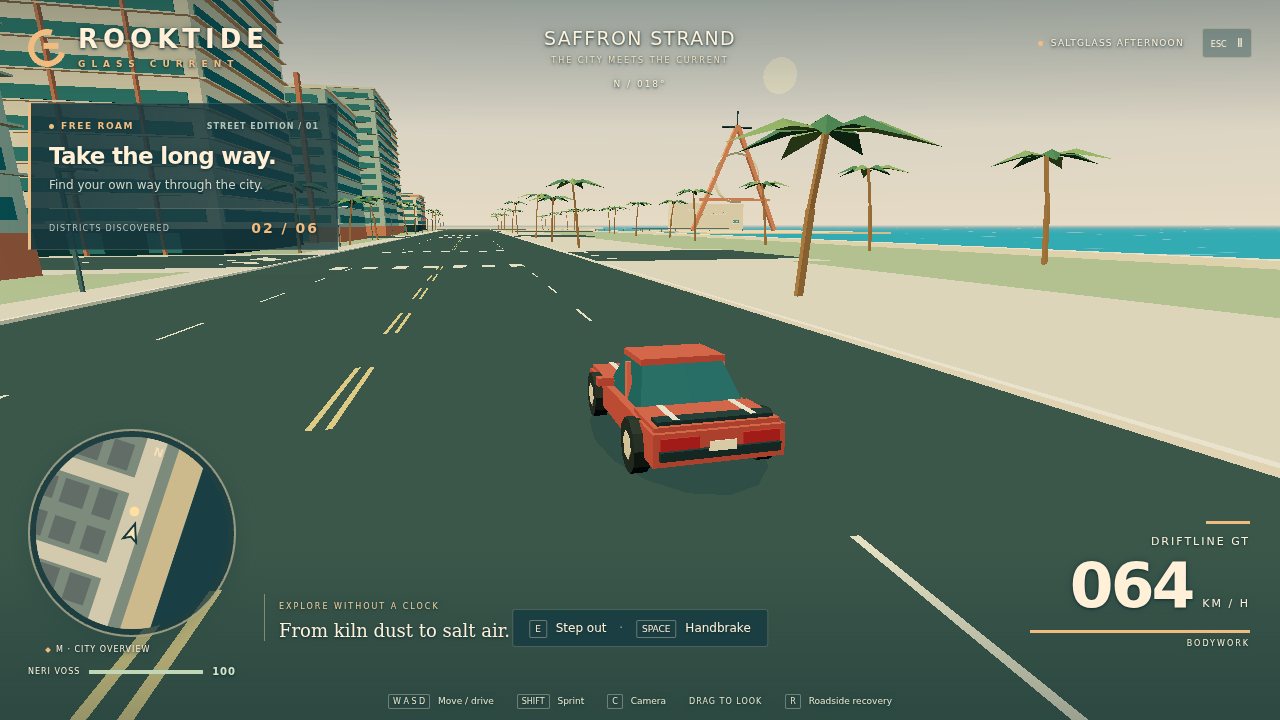 ROOKTIDE
GLASS CURRENT
SAFFRON STRAND
THE CITY MEETS THE CURRENT
N / 018°
SALTGLASS AFTERNOON
ESC II
FREE ROAM
STREET EDITION / 01
Take the long way.
Find your own way through the city.
DISTRICTS DISCOVERED
02 / 06
N
M · CITY OVERVIEW
NERI VOSS
100
EXPLORE WITHOUT A CLOCK
From kiln dust to salt air.
E Step out · SPACE Handbrake
DRIFTLINE GT
064 KM / H
BODYWORK
W A S D Move / drive SHIFT Sprint C Camera DRAG TO LOOK R Roadside recovery